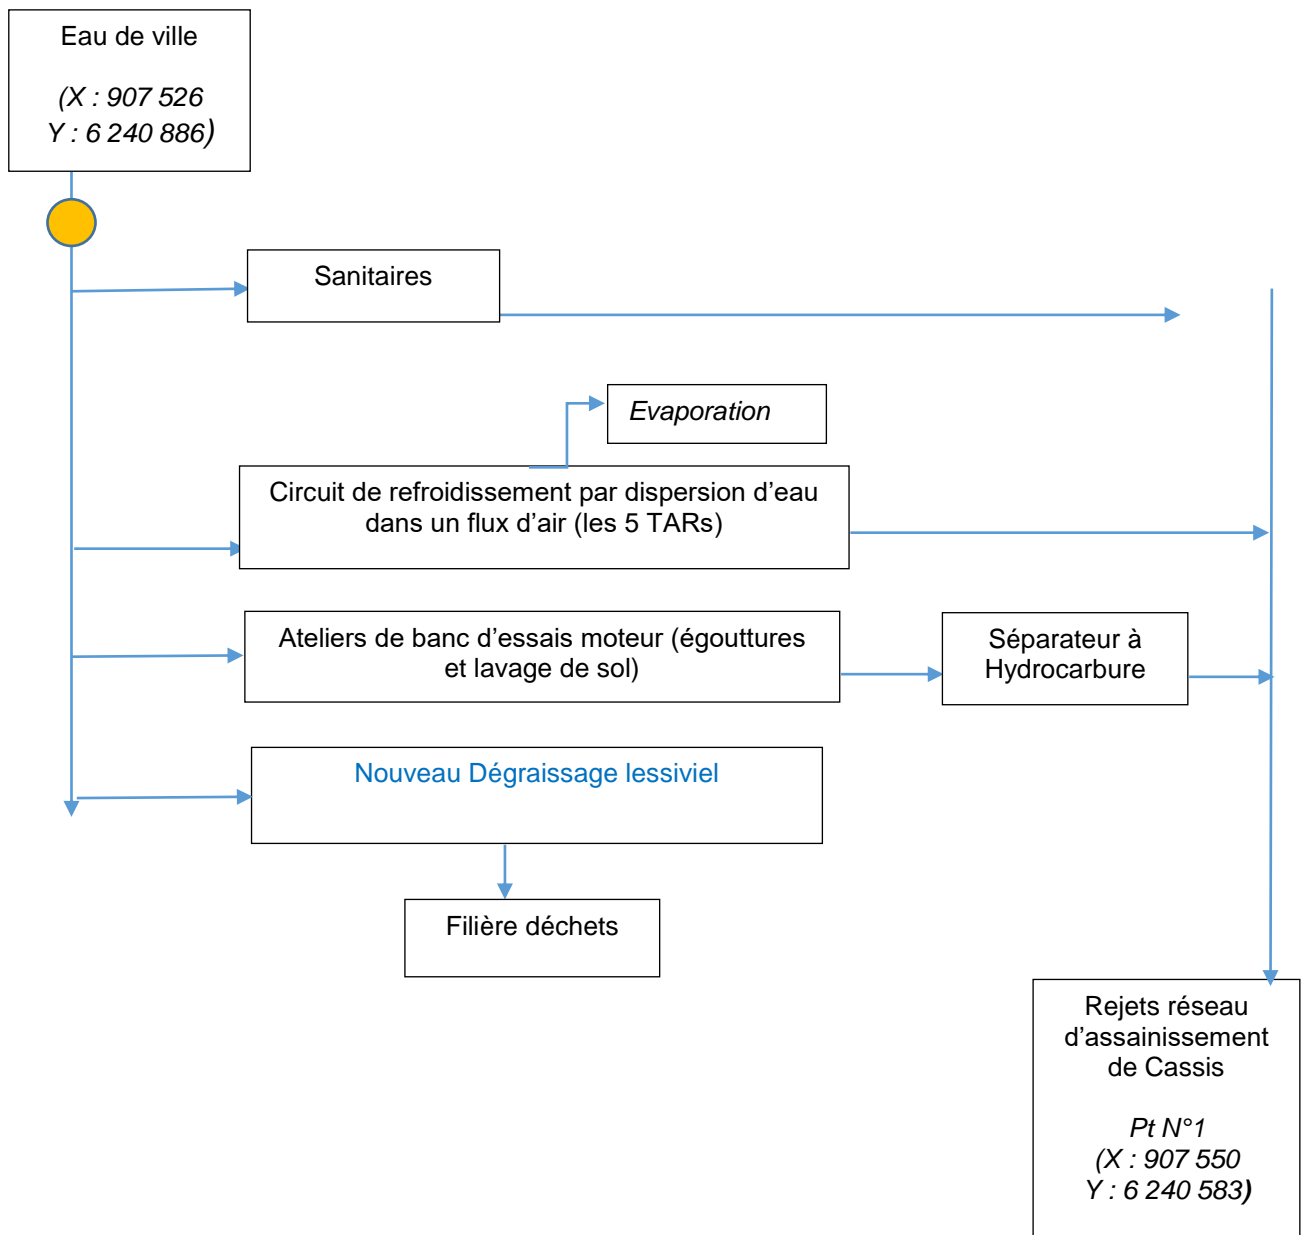 Eau de ville
(X : 907 526
Y : 6 240 886)
Sanitaires
Evaporation
Circuit de refroidissement par dispersion d’eau
dans un flux d’air (les 5 TARs)
Ateliers de banc d’essais moteur (égouttures
et lavage de sol)
Séparateur à
Hydrocarbure
Nouveau Dégraissage lessiviel
Filière déchets
Rejets réseau
d’assainissement
de Cassis
Pt N°1
(X : 907 550
Y : 6 240 583)